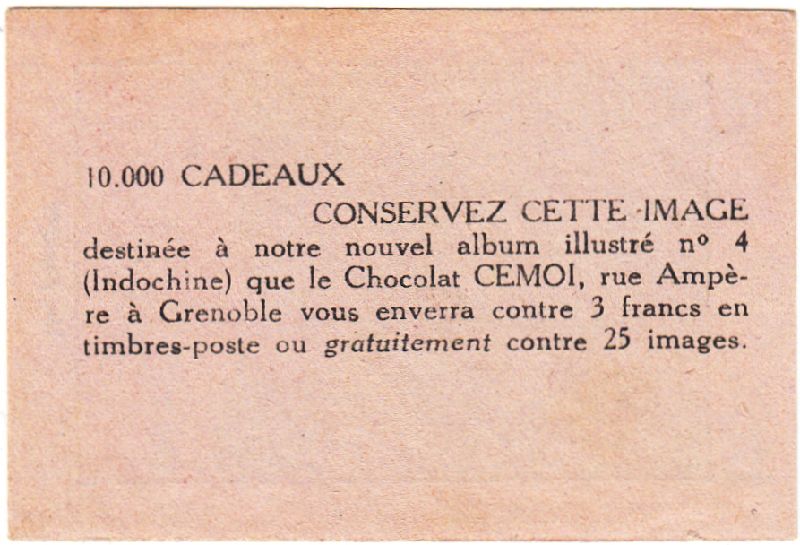 10.000 CADEAUX
CONSERVEZ CETTE IMAGE
destinée à notre nouvel album illustré nº 4
(Indochine) que le Chocolat CEMOI, rue Ampè-
re à Grenoble vous enverra contre 3 francs en
timbres-poste ou gratuitement contre 25 images.